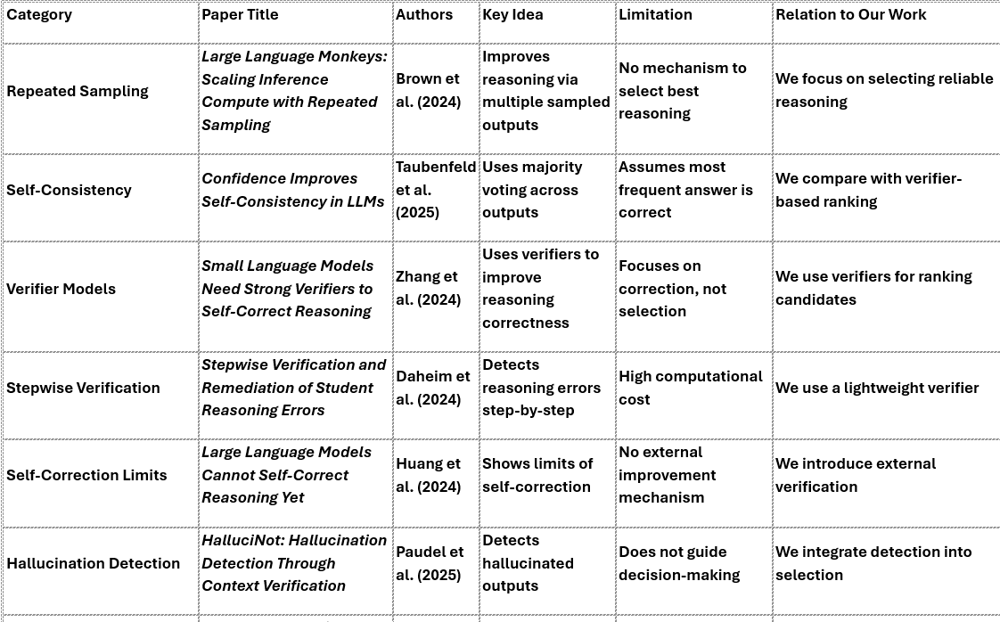 Category Paper Title Authors Key Idea Limitation Relation to Our Work
Repeated Sampling
Large Language Monkeys:
Scaling Inference
Compute with Repeated
Sampling
Brown et
al. (2024)
Improves
reasoning via
multiple sampled
outputs
No mechanism to
select best
reasoning
We focus on selecting reliable
reasoning
Self-Consistency
Confidence Improves
Self-Consistency in LLMs
Taubenfeld
et al.
(2025)
Uses majority
voting across
outputs
Assumes most
frequent answer is
correct
We compare with verifier-
based ranking
Verifier Models
Small Language Models
Need Strong Verifiers to
Self-Correct Reasoning
Zhang et
al. (2024)
Uses verifiers to
improve
reasoning
correctness
Focuses on
correction, not
selection
We use verifiers for ranking
candidates
Stepwise Verification
Stepwise Verification and
Remediation of Student
Reasoning Errors
Daheim et
al. (2024)
Detects
reasoning errors
step-by-step
High computational
cost
We use a lightweight verifier
Self-Correction Limits
Large Language Models
Cannot Self-Correct
Reasoning Yet
Huang et
al. (2024)
Shows limits of
self-correction
No external
improvement
mechanism
We introduce external
verification
Hallucination Detection
HalluciNot: Hallucination
Detection Through
Context Verification
Paudel et
al. (2025)
Detects
hallucinated
outputs
Does not guide
decision-making
We integrate detection into
selection